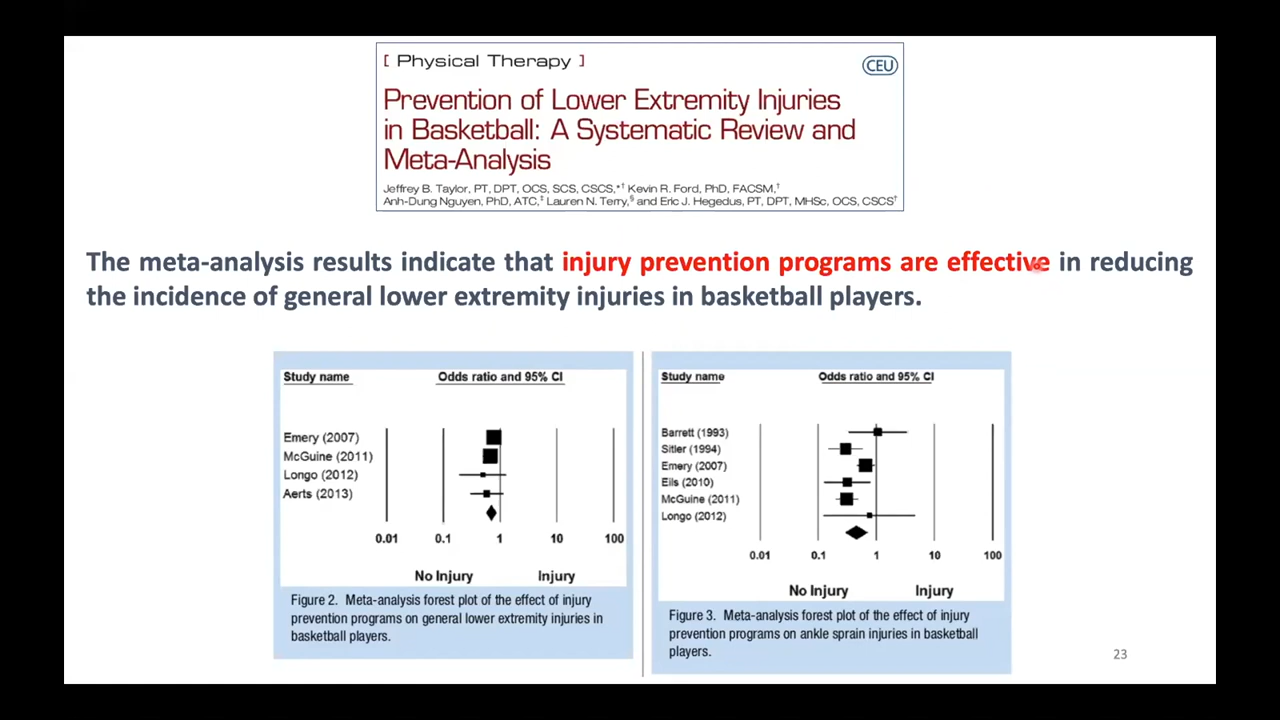 [ Physical Therapy ]
CEU
Prevention of Lower Extremity Injuries
in Basketball: A Systematic Review and
Meta-Analysis
Jeffrey B. Taylor, PT, DPT, OCS, SCS, CSCS,*† Kevin R. Ford, PhD, FACSM,†
Anh-Dung Nguyen, PhD, ATC,‡ Lauren N. Terry,§ and Eric J. Hegedus, PT, DPT, MHSc, OCS, CSCS†
The meta-analysis results indicate that injury prevention programs are effective in reducing
the incidence of general lower extremity injuries in basketball players.
Study name
Odds ratio and 95% CI
Emery (2007)
McGuine (2011)
Longo (2012)
Aerts (2013)
0.01 0.1 1 10 100
No Injury Injury
Figure 2. Meta-analysis forest plot of the effect of injury
prevention programs on general lower extremity injuries in
basketball players.
Study name
Odds ratio and 95% CI
Barrett (1993)
Sitler (1994)
Emery (2007)
Eils (2010)
McGuine (2011)
Longo (2012)
0.01 0.1 1 10 100
No Injury Injury
Figure 3. Meta-analysis forest plot of the effect of injury
prevention programs on ankle sprain injuries in basketball
players.
23